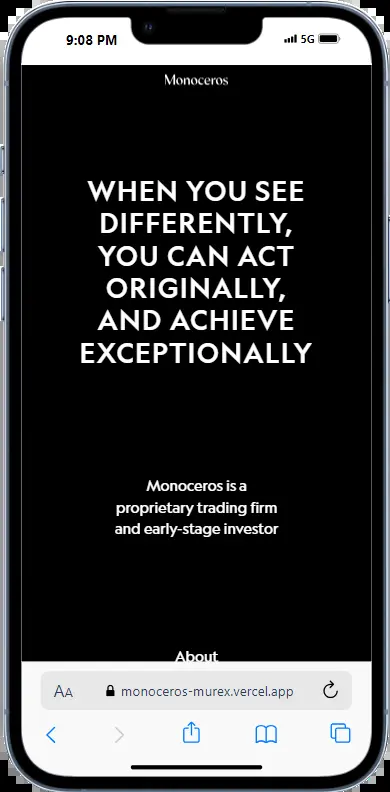 9:08 PM
5G
Monoceros
WHEN YOU SEE
DIFFERENTLY,
YOU CAN ACT
ORIGINALLY,
AND ACHIEVE
EXCEPTIONALLY
Monoceros is a
proprietary trading firm
and early-stage investor
About
AA monoceros-murex.vercel.app